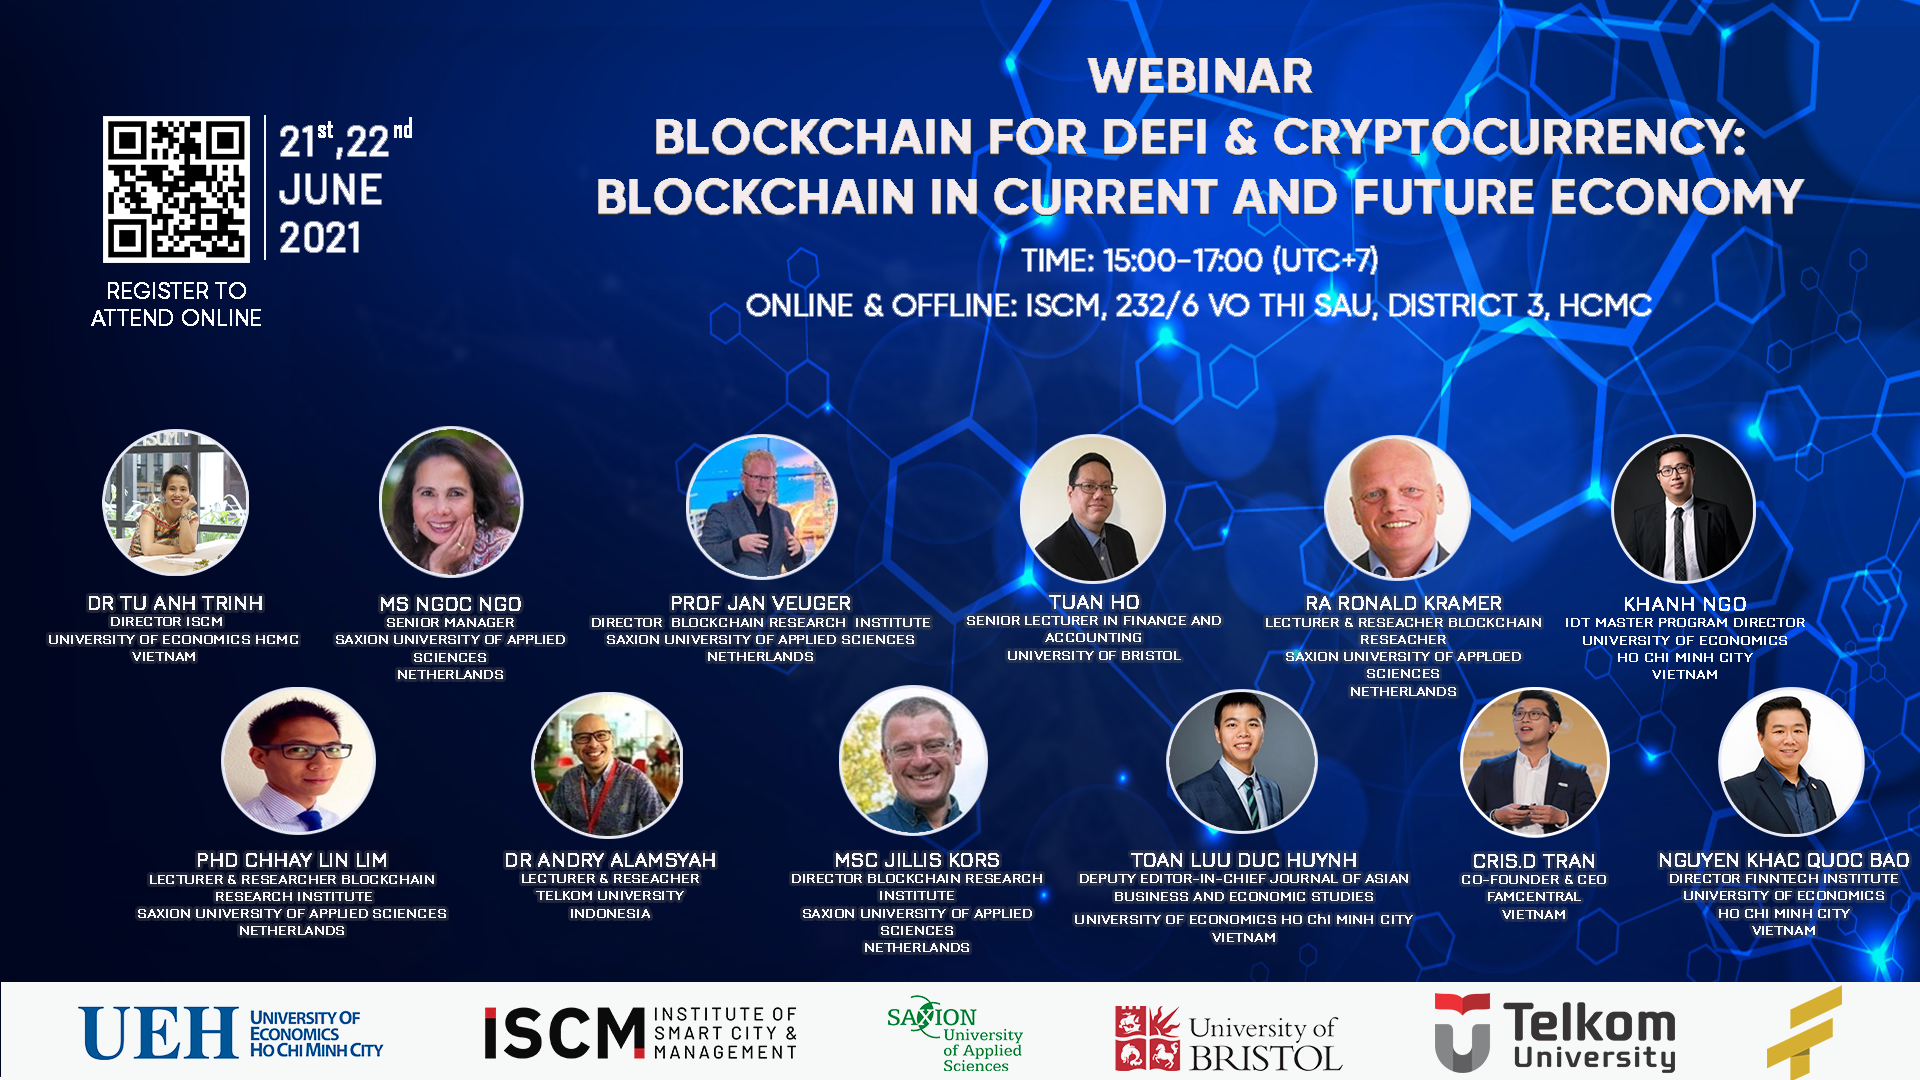 WEBINAR
BLOCKCHAIN FOR DEFI & CRYPTOCURRENCY:
BLOCKCHAIN IN CURRENT AND FUTURE ECONOMY
TIME: 15:00-17:00 (UTC+7)
ONLINE & OFFLINE: ISCM, 232/6 VO THI SAU, DISTRICT 3, HCMC
21st,22nd
JUNE
2021
REGISTER TO
ATTEND ONLINE
DR TU ANH TRINH
DIRECTOR ISCM
UNIVERSITY OF ECONOMICS HCMC
VIETNAM
MS NGOC NGO
SENIOR MANAGER
SAXION UNIVERSITY OF APPLIED
SCIENCES
NETHERLANDS
PROF JAN VEUGER
DIRECTOR BLOCKCHAIN RESEARCH INSTITUTE
SAXION UNIVERSITY OF APPLIED SCIENCES
NETHERLANDS
TUAN HO
SENIOR LECTURER IN FINANCE AND
ACCOUNTING
UNIVERSITY OF BRISTOL
RA RONALD KRAMER
LECTURER & RESEACHER BLOCKCHAIN
RESEACHER
SAXION UNIVERSITY OF APPLOED
SCIENCES
NETHERLANDS
KHANH NGO
IDT MASTER PROGRAM DIRECTOR
UNIVERSITY OF ECONOMICS
HO CHI MINH CITY
VIETNAM
PHD CHHAY LIN LIM
LECTURER & RESEARCHER BLOCKCHAIN
RESEARCH INSTITUTE
SAXION UNIVERSITY OF APPLIED SCIENCES
NETHERLANDS
DR ANDRY ALAMSYAH
LECTURER & RESEACHER
TELKOM UNIVERSITY
INDONESIA
MSC JILLIS KORS
DIRECTOR BLOCKCHAIN RESEARCH
INSTITUTE
SAXION UNIVERSITY OF APPLIED
SCIENCES
NETHERLANDS
TOAN LUU DUC HUYNH
DEPUTY EDITOR-IN-CHIEF JOURNAL OF ASIAN
BUSINESS AND ECONOMIC STUDIES
UNIVERSITY OF ECONOMICS HO ChI MINH CITY
VIETNAM
CRIS.D TRAN
CO-FOUNDER & CEO
FAMCENTRAL
VIETNAM
NGUYEN KHAC QUOC BAO
DIRECTOR FINNTECH INSTITUTE
UNIVERSITY OF ECONOMICS
HO CHI MINH CITY
VIETNAM
UEH
UNIVERSITY OF
ECONOMICS
HO CHI MINH CITY
ISCM
INSTITUTE OF
SMART CITY &
MANAGEMENT
SAXION
University
of Applied
Sciences
University of
BRISTOL
Telkom
University